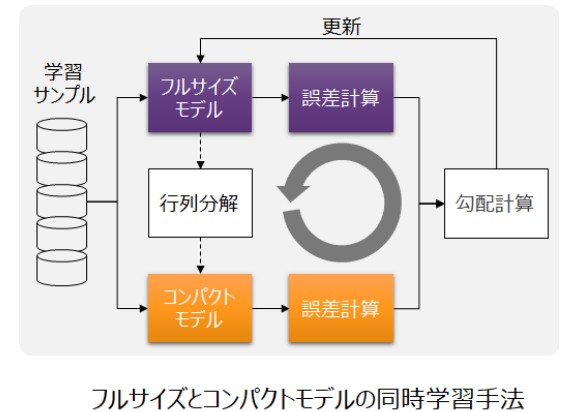 更新
学習
サンプル
フルサイズ
モデル
誤差計算
行列分解
勾配計算
コンパクト
モデル
誤差計算
フルサイズとコンパクトモデルの同時学習手法